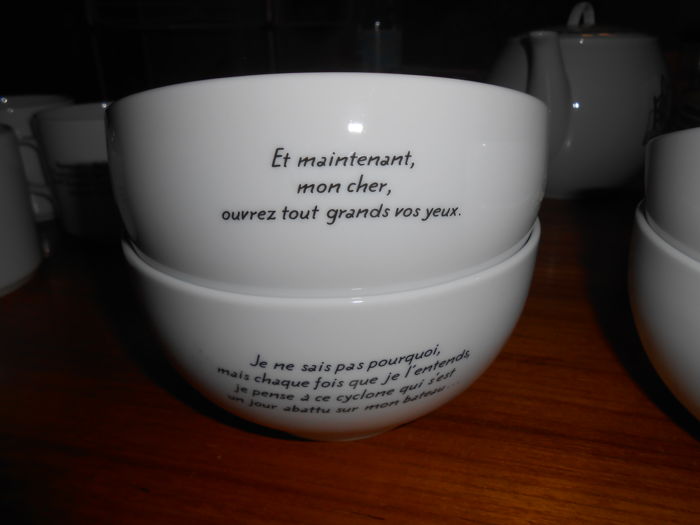 Et maintenant,
mon cher,
ouvrez tout grands vos yeux.
Je ne sais pas pourquoi,
mais chaque fois que je l'entends,
je pense à ce cyclone qui s'est
un jour abattu sur mon bateau...